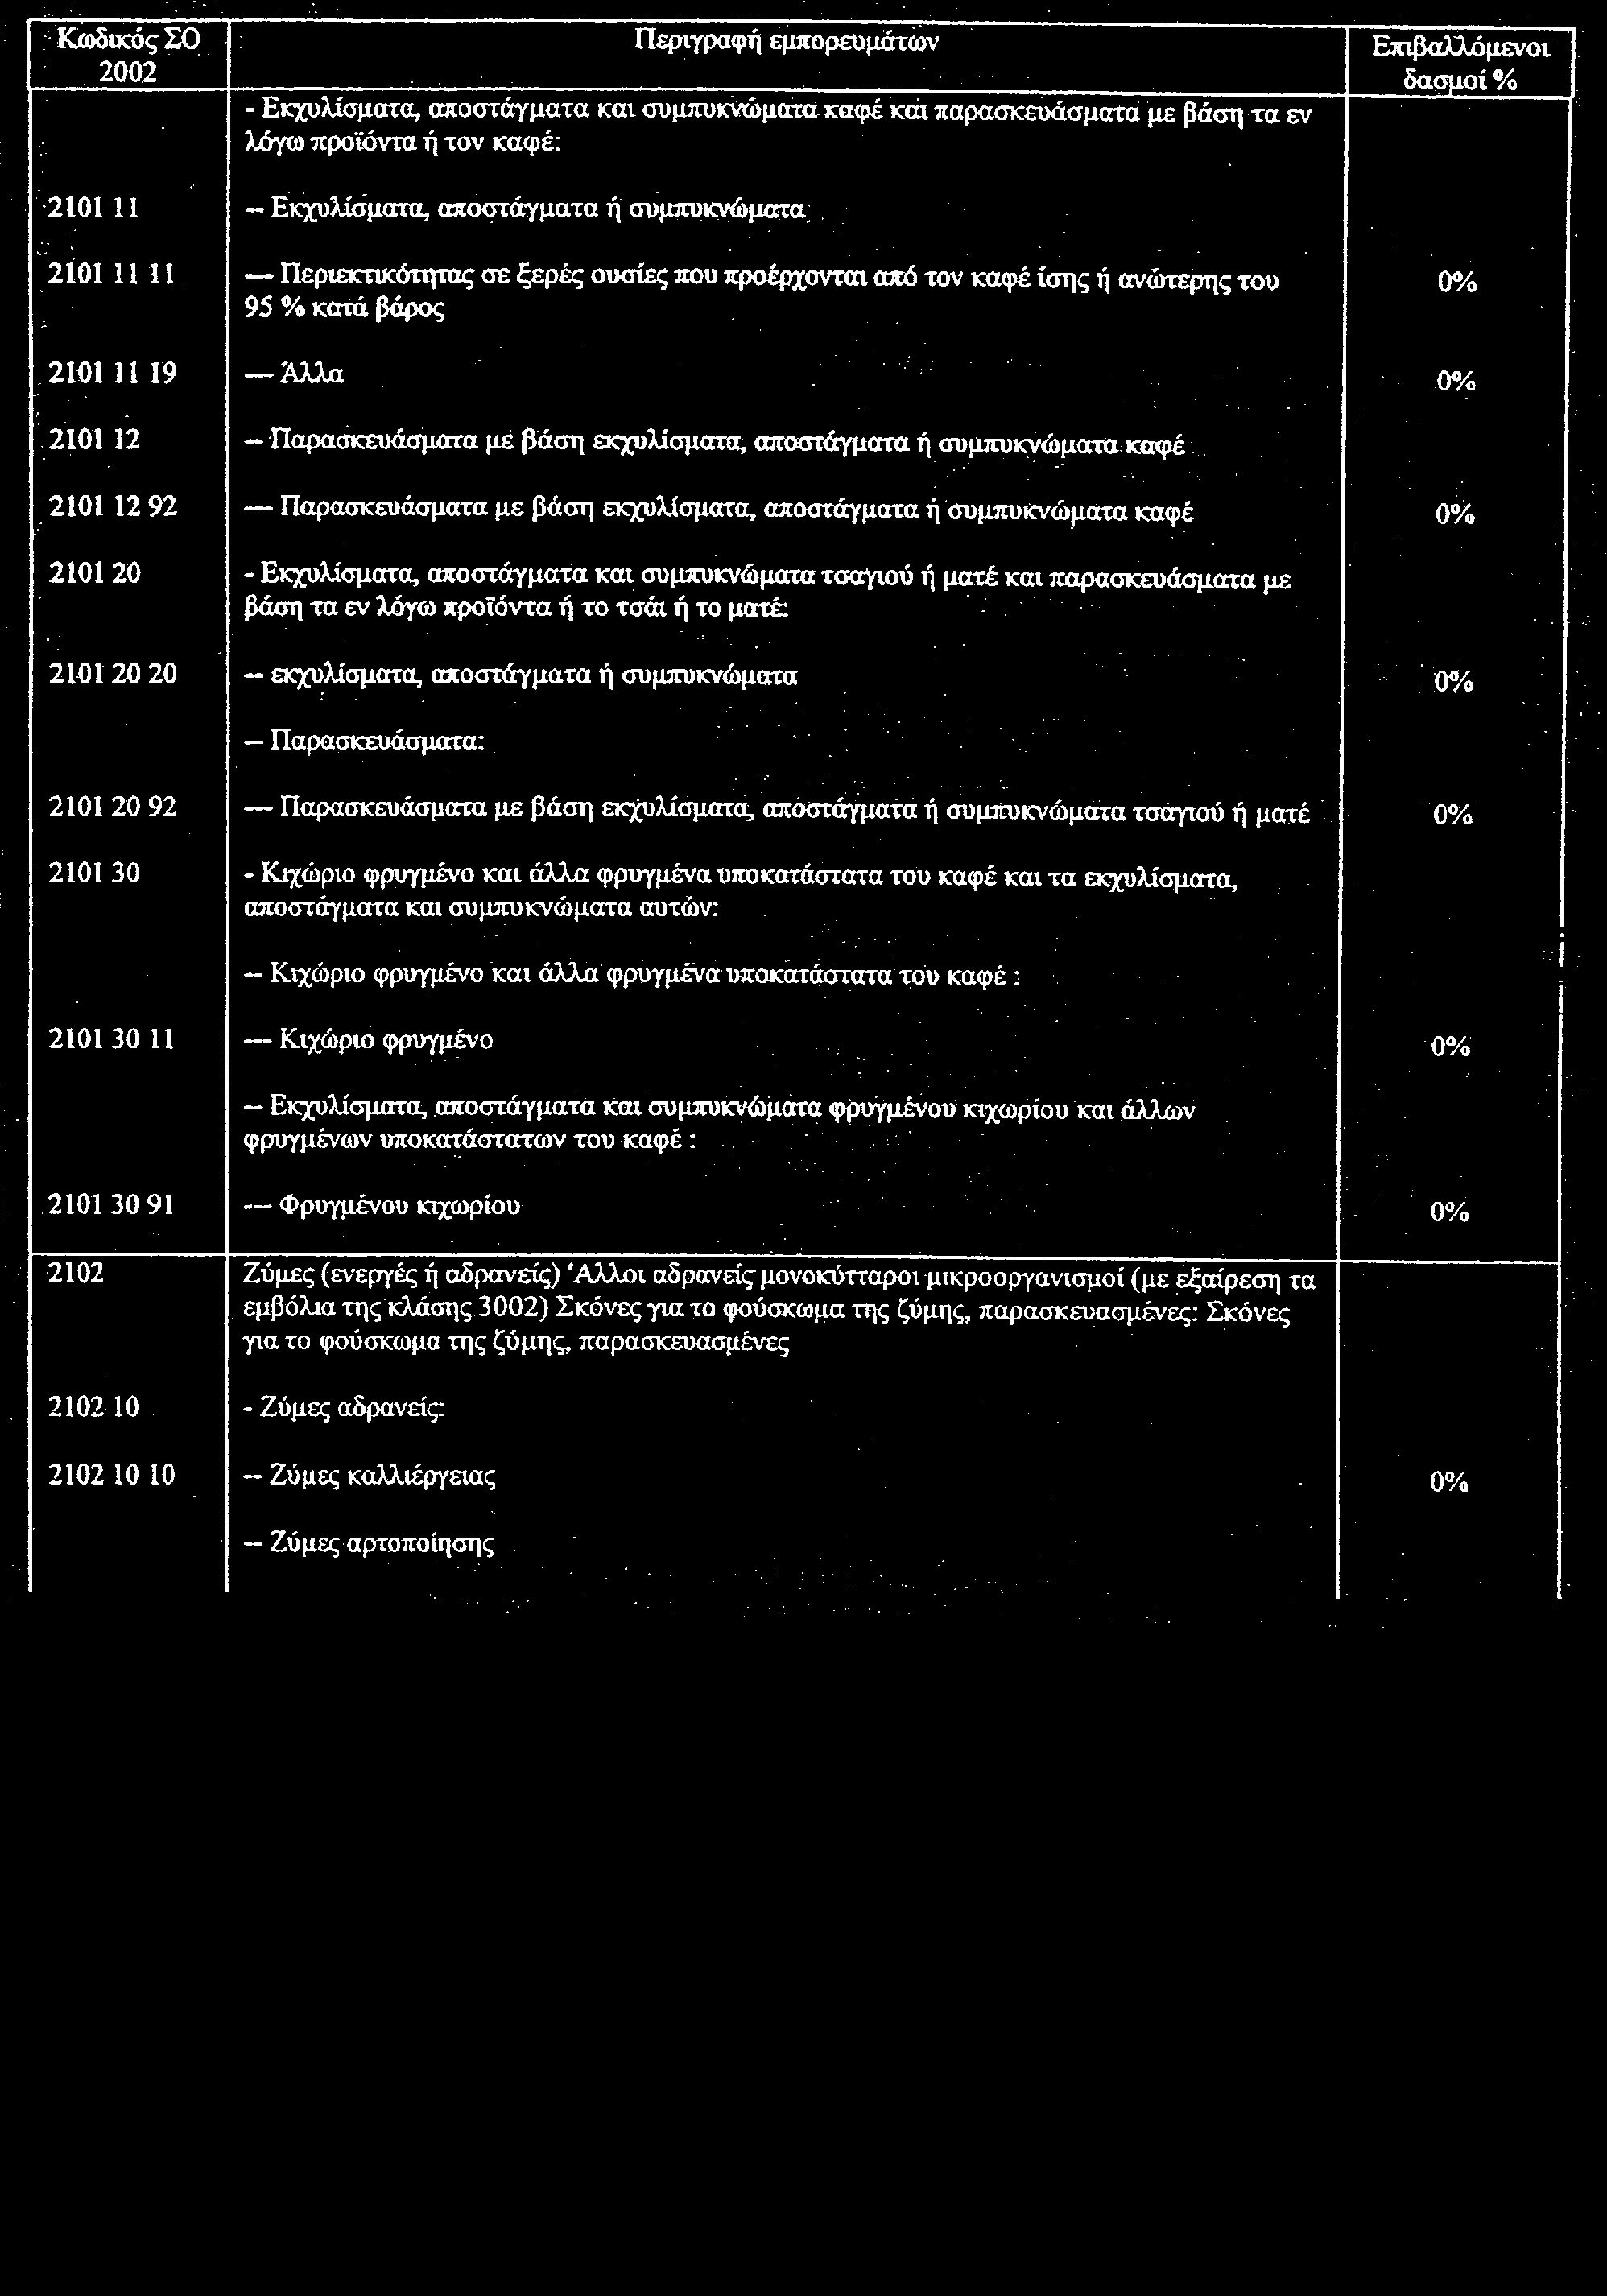 Κωδικός ΣΟ 2002
Περιγραφή εμπορευμάτων
Επιβαλλόμενοι δασμοί %
- Εκχυλίσματα, αποστάγματα και συμπυκνώματα καφέ και παρασκευάσματα με βάση τα εν
λόγω προϊόντα ή τον καφέ:
2101 11 -- Εκχυλίσματα, αποστάγματα ή συμπυκνώματα:
2101 11 11 --- Περιεκτικότητας σε ξερές ουσίες που προέρχονται από τον καφέ ίσης ή ανώτερης του 0%
95 % κατά βάρος
2101 11 19 --- Άλλα 0%
2101 12 -- Παρασκευάσματα με βάση εκχυλίσματα, αποστάγματα ή συμπυκνώματα καφέ
2101 12 92 --- Παρασκευάσματα με βάση εκχυλίσματα, αποστάγματα ή συμπυκνώματα καφέ 0%
2101 20 - Εκχυλίσματα, αποστάγματα και συμπυκνώματα τσαγιού ή ματέ και παρασκευάσματα με
βάση τα εν λόγω προϊόντα ή το τσάι ή το ματέ:
2101 20 20 -- εκχυλίσματα, αποστάγματα ή συμπυκνώματα 0%
-- Παρασκευάσματα:
2101 20 92 --- Παρασκευάσματα με βάση εκχυλίσματα, αποστάγματα ή συμπυκνώματα τσαγιού ή ματέ 0%
2101 30 - Κιχώριο φρυγμένο και άλλα φρυγμένα υποκατάστατα του καφέ και τα εκχυλίσματα,
αποστάγματα και συμπυκνώματα αυτών:
-- Κιχώριο φρυγμένο και άλλα φρυγμένα υποκατάστατα του καφέ :
2101 30 11 --- Κιχώριο φρυγμένο 0%
-- Εκχυλίσματα, αποστάγματα και συμπυκνώματα φρυγμένου κιχωρίου και άλλων
φρυγμένων υποκατάστατων του καφέ :
2101 30 91 --- Φρυγμένου κιχωρίου 0%
2102 Ζύμες (ενεργές ή αδρανείς) Άλλοι αδρανείς μονοκύτταροι μικροοργανισμοί (με εξαίρεση τα
εμβόλια της κλάσης 3002) Σκόνες για το φούσκωμα της ζύμης, παρασκευασμένες: Σκόνες
για το φούσκωμα της ζύμης, παρασκευασμένες
2102 10 - Ζύμες αδρανείς:
2102 10 10 -- Ζύμες καλλιέργειας 0%
-- Ζύμες αρτοποίησης